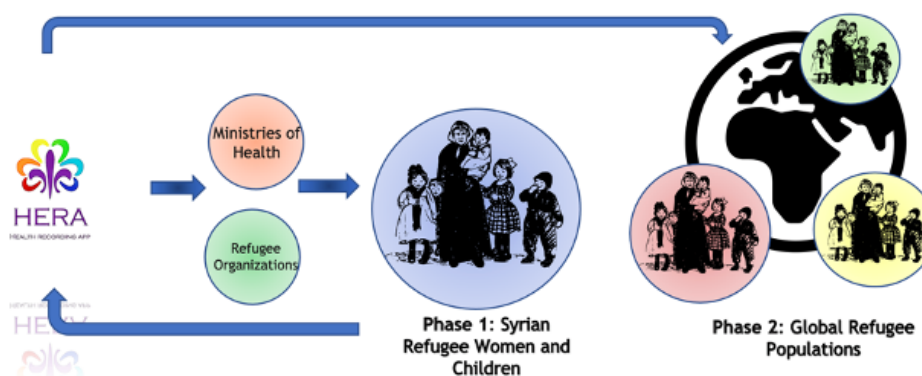 HERA
HEALTH RECORDING APP
Ministries of
Health
Refugee
Organizations
Phase 1: Syrian
Refugee Women and
Children
Phase 2: Global Refugee
Populations